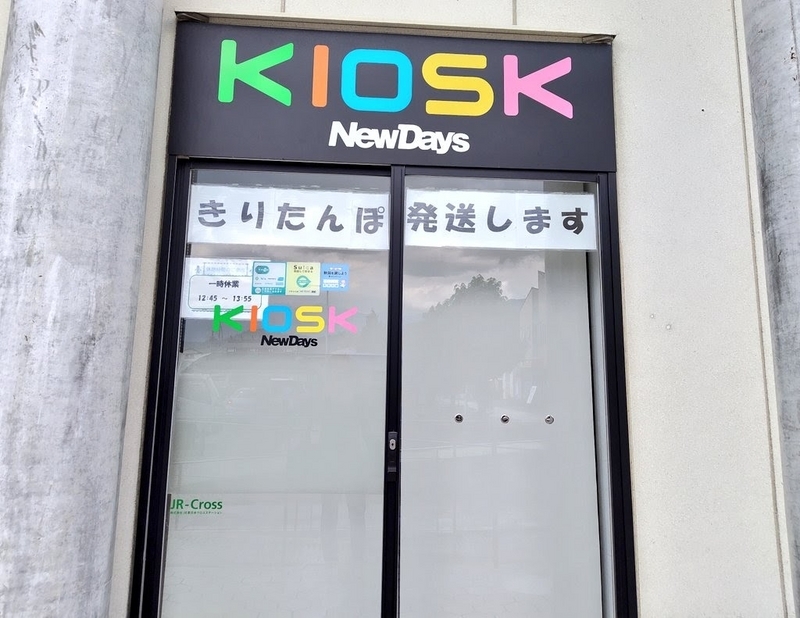 KIOSK
NewDays
きりたんぽ 発送します
Suica
一時休業
12:45 ～ 13:55
KIOSK
NewDays
JR-Cross